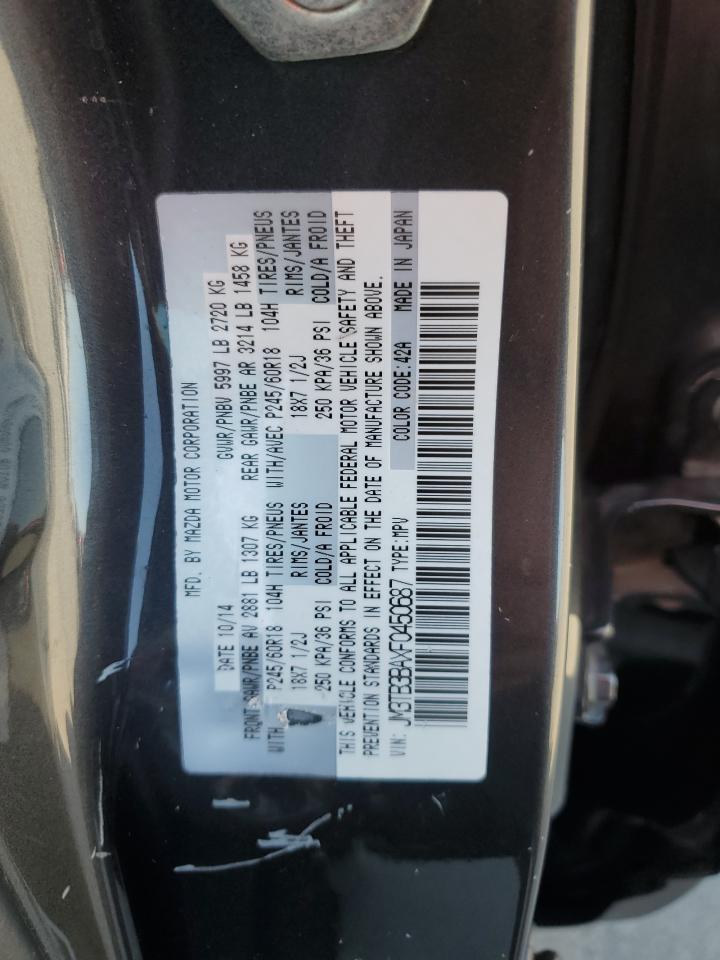 MFD. BY MAZDA MOTOR CORPORATION
DATE 10/14 GVWR/PNBV 5997 LB 2720 KG
FRONT GAWR/PNBE AV 2881 LB 1307 KG REAR GAWR/PNBE AR 3214 LB 1458 KG
WITH P245/60R18 104H TIRES/PNEUS WITH/AVEC P245/60R18 104H TIRES/PNEUS
18X7 1/2J RIMS/JANTES 18X7 1/2J RIMS/JANTES
250 KPA/36 PSI COLD/A FROID 250 KPA/36 PSI COLD/A FROID
THIS VEHICLE CONFORMS TO ALL APPLICABLE FEDERAL MOTOR VEHICLE SAFETY AND THEFT
PREVENTION STANDARDS IN EFFECT ON THE DATE OF MANUFACTURE SHOWN ABOVE.
VIN: JM3TB3BAXF0450687 TYPE:MPV COLOR CODE:42A MADE IN JAPAN